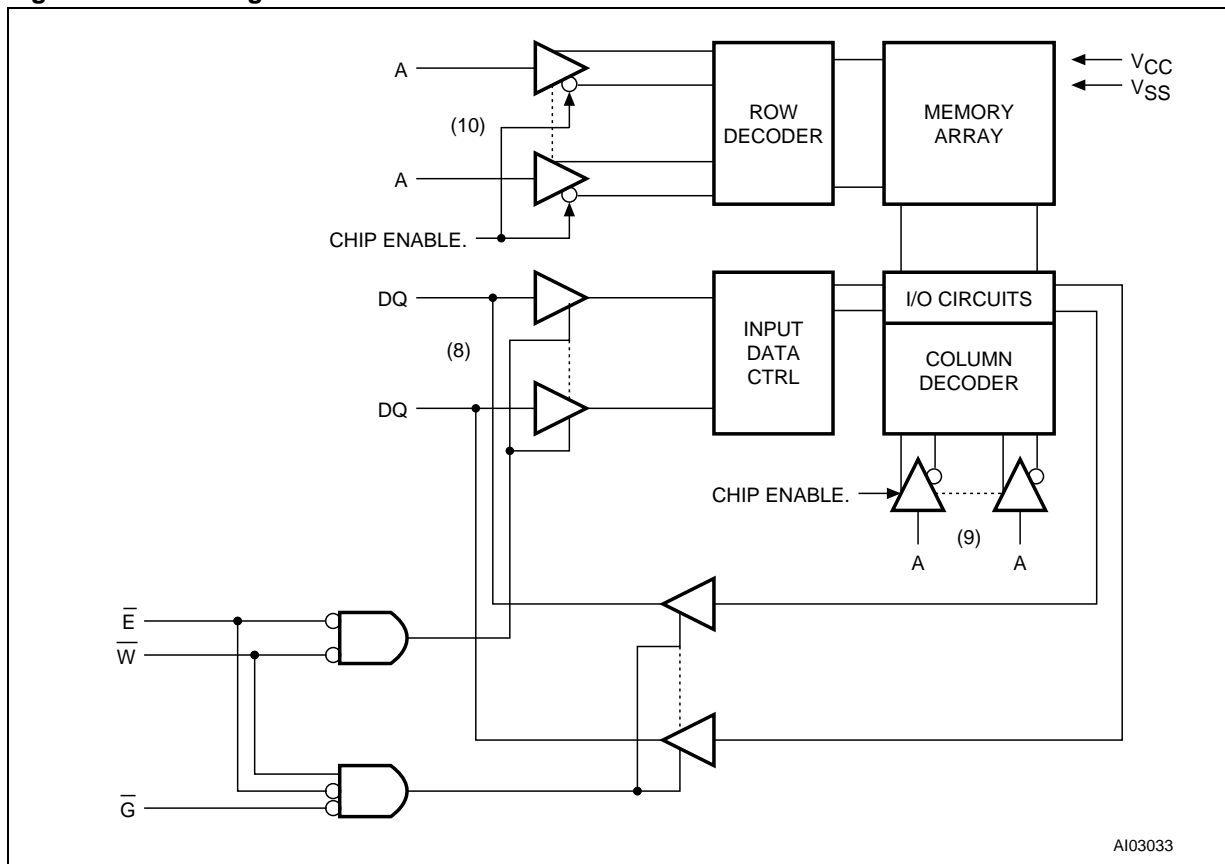 A
(10)
A
CHIP ENABLE.
ROW
DECODER
MEMORY
ARRAY
VCC
VSS
DQ
(8)
DQ
INPUT
DATA
CTRL
I/O CIRCUITS
COLUMN
DECODER
CHIP ENABLE.
(9)
A
A
E
W
G
AI03033